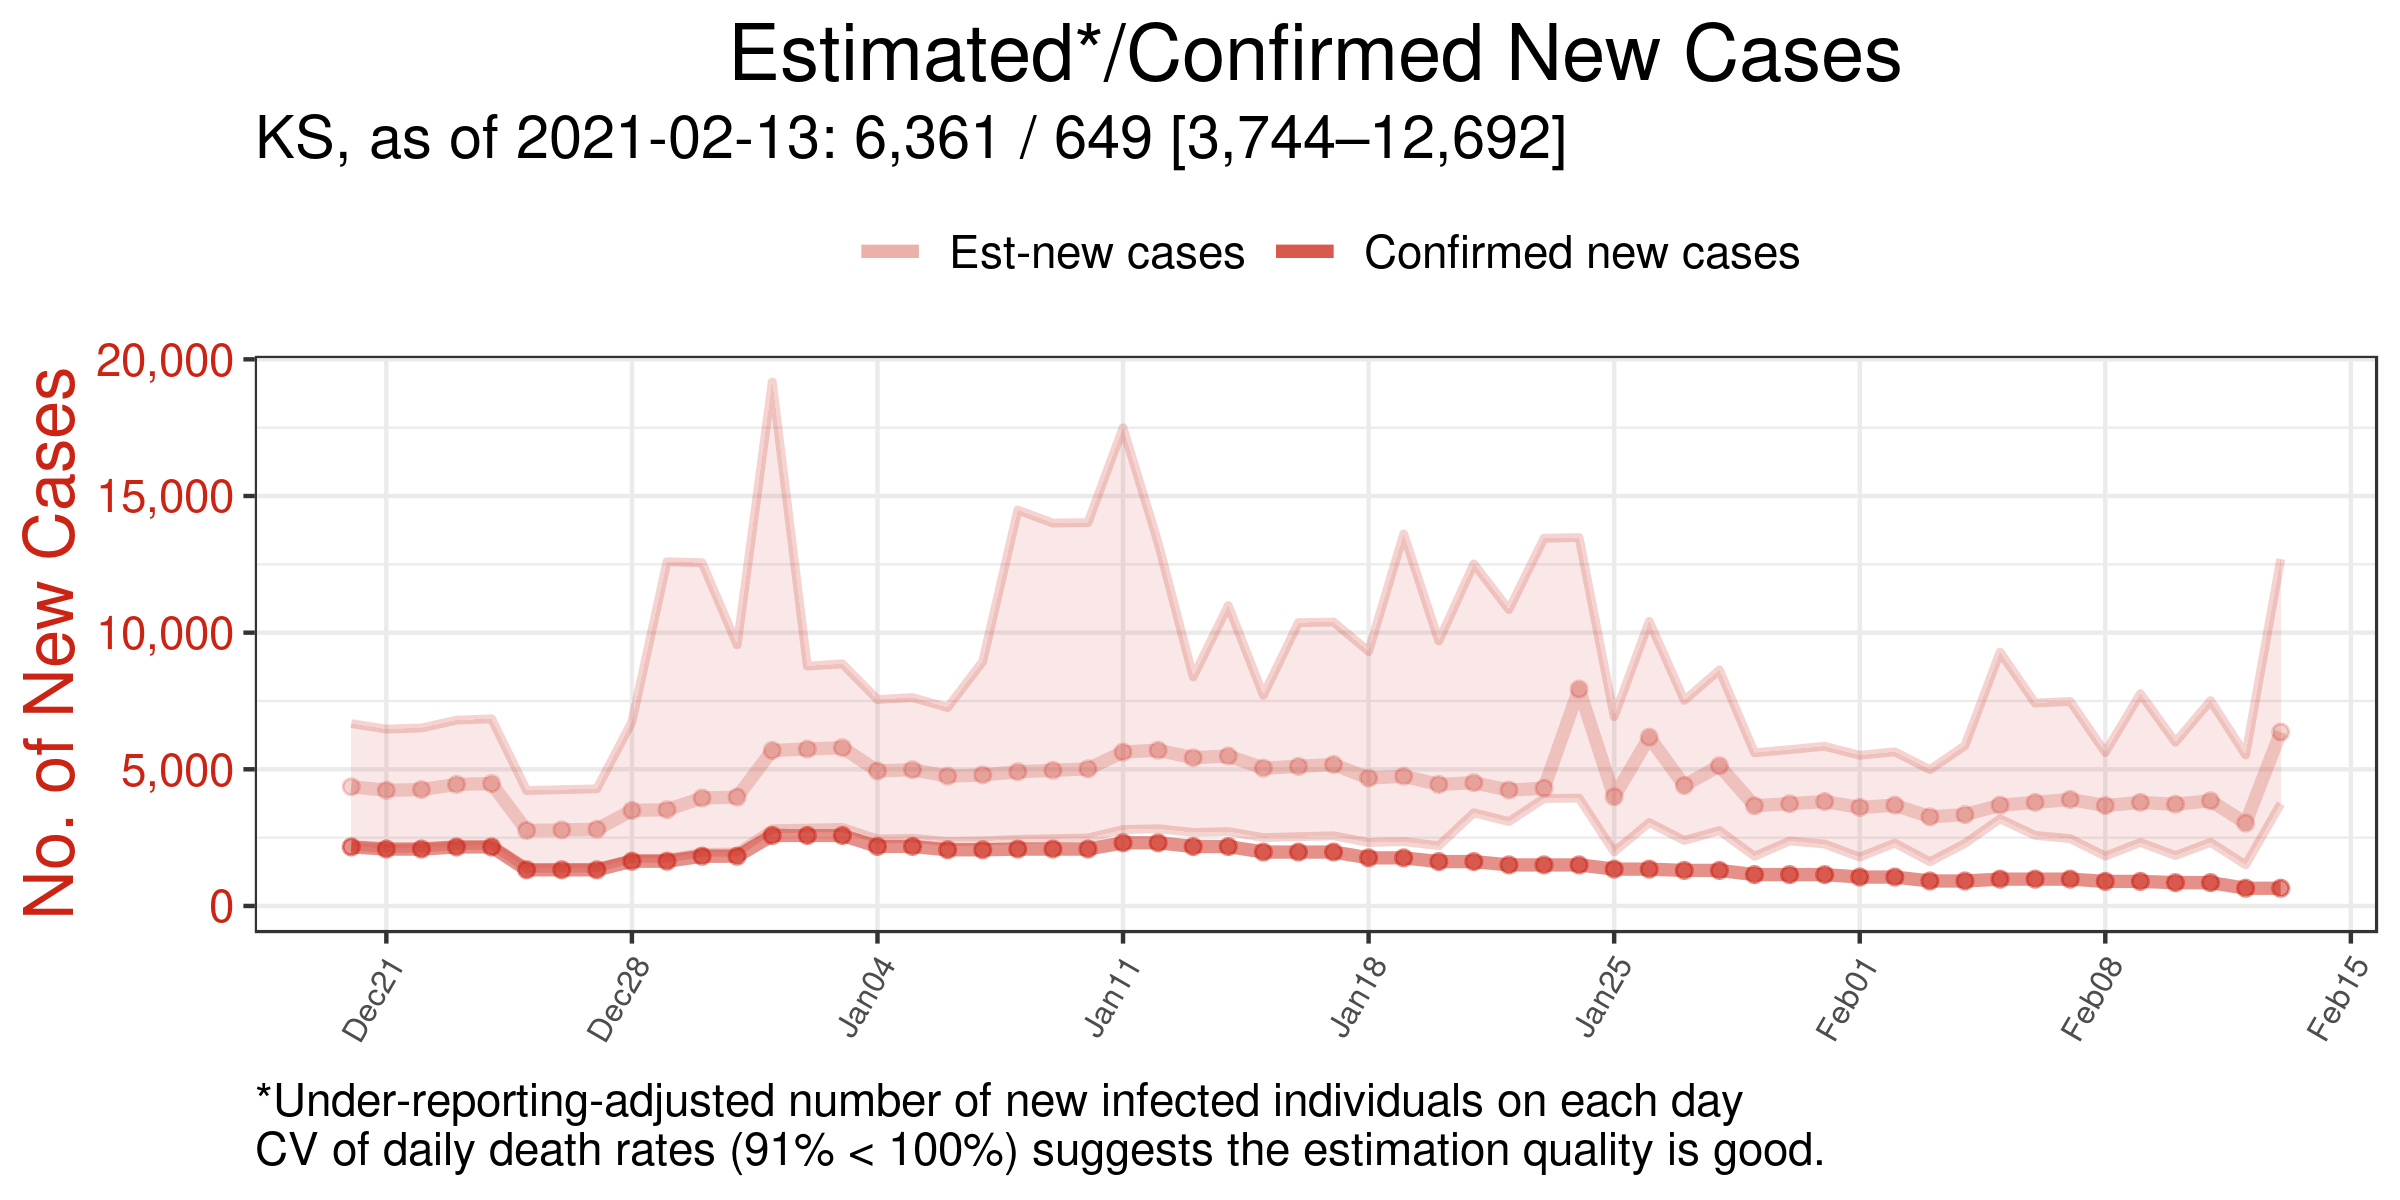 Estimated*/Confirmed New Cases
KS, as of 2021-02-13: 6,361 / 649 [3,744–12,692]
Est-new cases Confirmed new cases
No. of New Cases
20,000
15,000
10,000
5,000
0
Dec21 Dec28 Jan04 Jan11 Jan18 Jan25 Feb01 Feb08 Feb15
*Under-reporting-adjusted number of new infected individuals on each day
CV of daily death rates (91% < 100%) suggests the estimation quality is good.